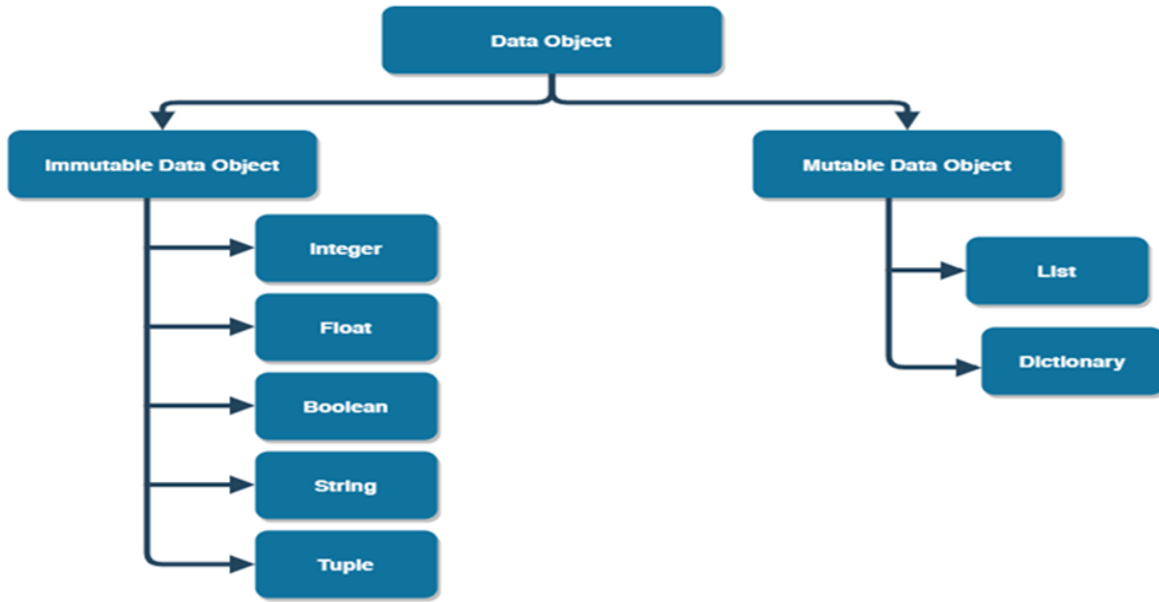 Data Object
Immutable Data Object
Mutable Data Object
Integer
Float
Boolean
String
Tuple
List
Dictionary